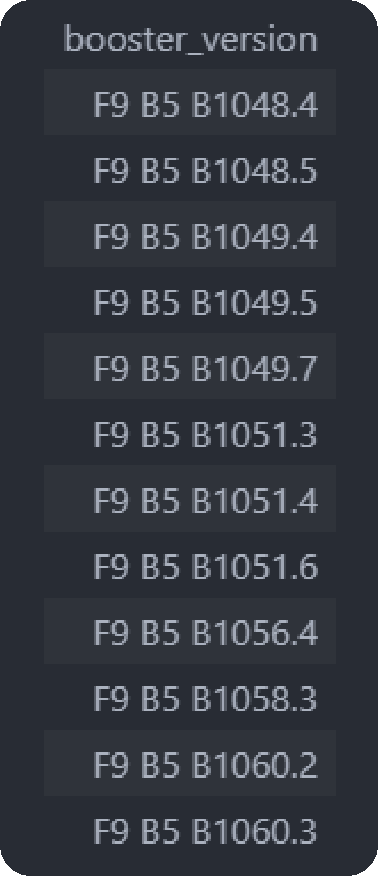 booster_version
F9 B5 B1048.4
F9 B5 B1048.5
F9 B5 B1049.4
F9 B5 B1049.5
F9 B5 B1049.7
F9 B5 B1051.3
F9 B5 B1051.4
F9 B5 B1051.6
F9 B5 B1056.4
F9 B5 B1058.3
F9 B5 B1060.2
F9 B5 B1060.3